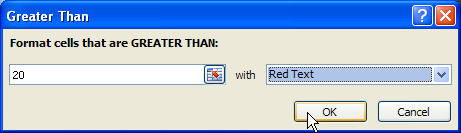 Greater Than
Format cells that are GREATER THAN:
20 with Red Text
OK Cancel